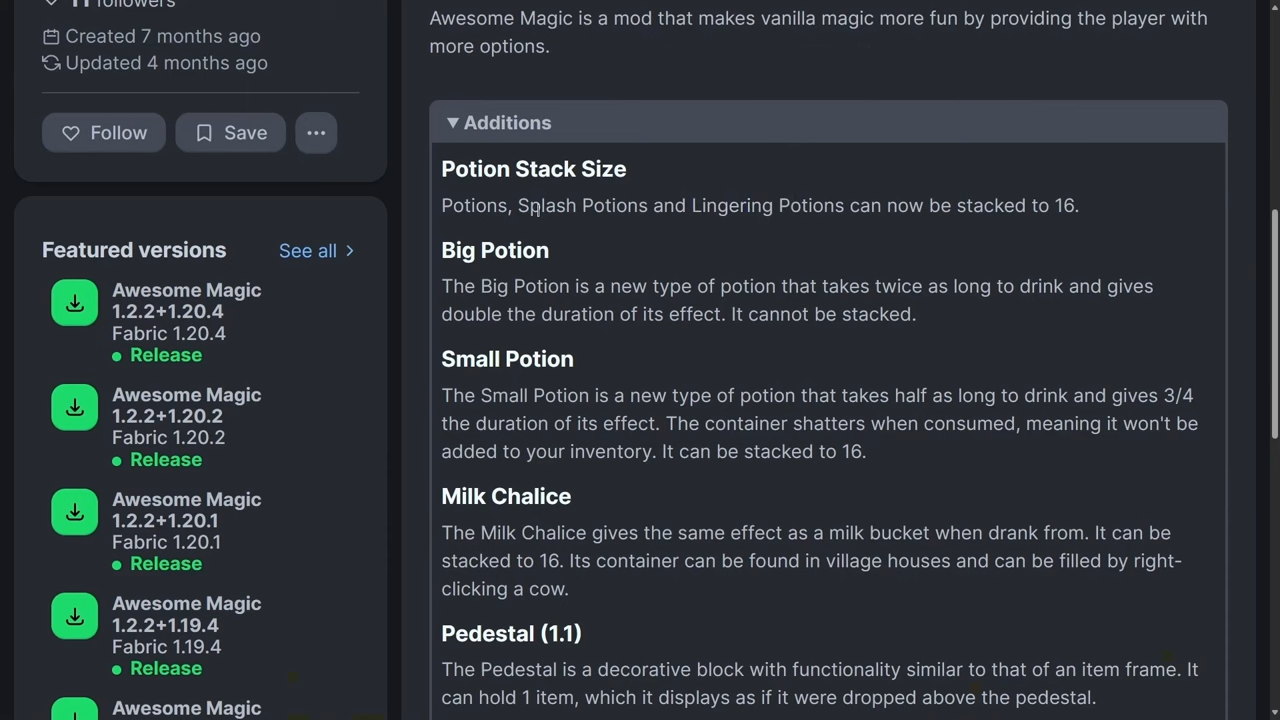 11 followers
Created 7 months ago
Updated 4 months ago
Follow
Save
Featured versions
See all
Awesome Magic
1.2.2+1.20.4
Fabric 1.20.4
Release
Awesome Magic
1.2.2+1.20.2
Fabric 1.20.2
Release
Awesome Magic
1.2.2+1.20.1
Fabric 1.20.1
Release
Awesome Magic
1.2.2+1.19.4
Fabric 1.19.4
Release
Awesome Magic
Awesome Magic is a mod that makes vanilla magic more fun by providing the player with
more options.
▼ Additions
Potion Stack Size
Potions, Splash Potions and Lingering Potions can now be stacked to 16.
Big Potion
The Big Potion is a new type of potion that takes twice as long to drink and gives
double the duration of its effect. It cannot be stacked.
Small Potion
The Small Potion is a new type of potion that takes half as long to drink and gives 3/4
the duration of its effect. The container shatters when consumed, meaning it won't be
added to your inventory. It can be stacked to 16.
Milk Chalice
The Milk Chalice gives the same effect as a milk bucket when drank from. It can be
stacked to 16. Its container can be found in village houses and can be filled by right-
clicking a cow.
Pedestal (1.1)
The Pedestal is a decorative block with functionality similar to that of an item frame. It
can hold 1 item, which it displays as if it were dropped above the pedestal.